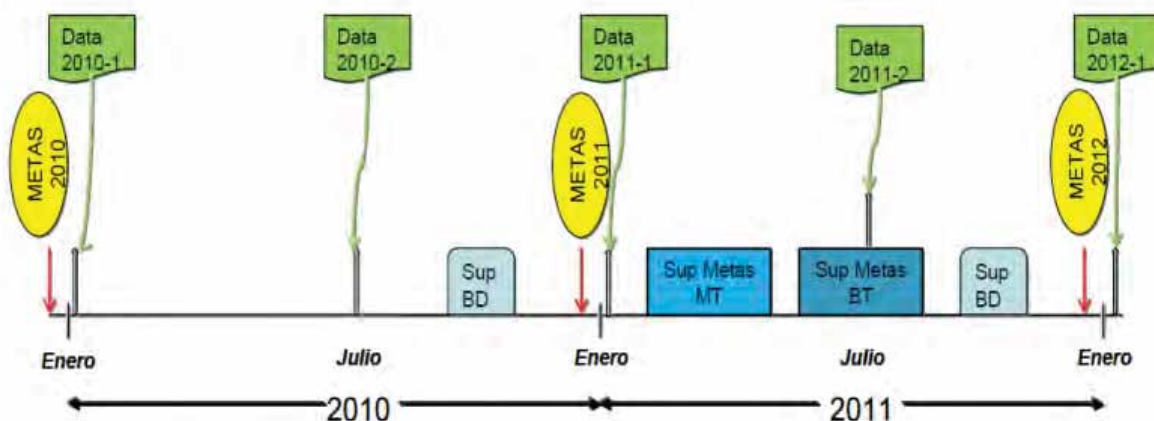 Data
2010-1
Data
2010-2
Data
2011-1
Data
2011-2
Data
2012-1
METAS
2010
METAS
2011
METAS
2012
Sup
BD
Sup Metas
MT
Sup Metas
BT
Sup
BD
Enero
Julio
Enero
Julio
Enero
2010
2011